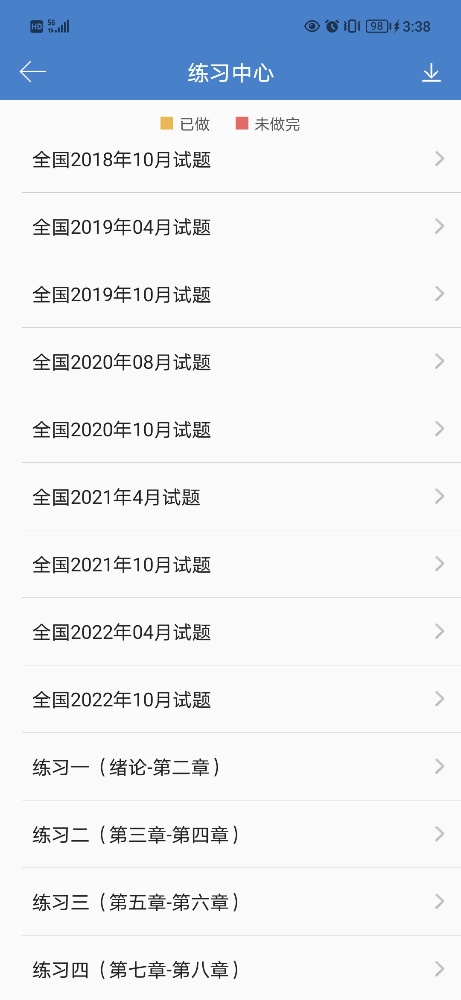 HD 5G 98 3:38
练习中心
已做 未做完
全国2018年10月试题
全国2019年04月试题
全国2019年10月试题
全国2020年08月试题
全国2020年10月试题
全国2021年4月试题
全国2021年10月试题
全国2022年04月试题
全国2022年10月试题
练习一（绪论-第二章）
练习二（第三章-第四章）
练习三（第五章-第六章）
练习四（第七章-第八章）